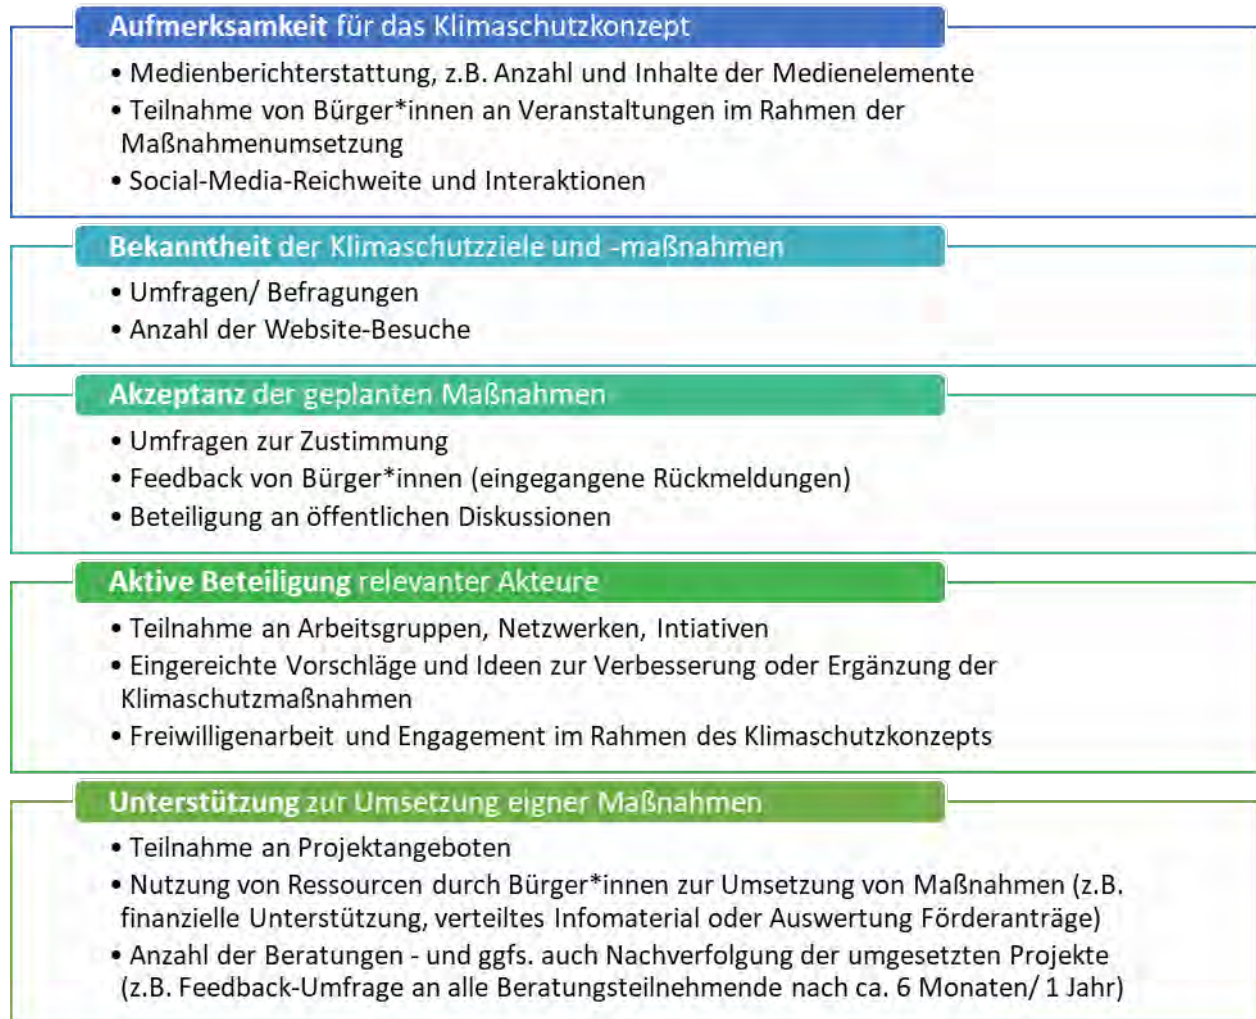 Aufmerksamkeit für das Klimaschutzkonzept
• Medienberichterstattung, z.B. Anzahl und Inhalte der Medienelemente
• Teilnahme von Bürger*innen an Veranstaltungen im Rahmen der
Maßnahmenumsetzung
• Social-Media-Reichweite und Interaktionen
Bekanntheit der Klimaschutzziele und -maßnahmen
• Umfragen/ Befragungen
• Anzahl der Website-Besuche
Akzeptanz der geplanten Maßnahmen
• Umfragen zur Zustimmung
• Feedback von Bürger*innen (eingegangene Rückmeldungen)
• Beteiligung an öffentlichen Diskussionen
Aktive Beteiligung relevanter Akteure
• Teilnahme an Arbeitsgruppen, Netzwerken, Intiativen
• Eingereichte Vorschläge und Ideen zur Verbesserung oder Ergänzung der
Klimaschutzmaßnahmen
• Freiwilligenarbeit und Engagement im Rahmen des Klimaschutzkonzepts
Unterstützung zur Umsetzung eigner Maßnahmen
• Teilnahme an Projektangeboten
• Nutzung von Ressourcen durch Bürger*innen zur Umsetzung von Maßnahmen (z.B.
finanzielle Unterstützung, verteiltes Infomaterial oder Auswertung Förderanträge)
• Anzahl der Beratungen - und ggfs. auch Nachverfolgung der umgesetzten Projekte
(z.B. Feedback-Umfrage an alle Beratungsteilnehmende nach ca. 6 Monaten/ 1 Jahr)